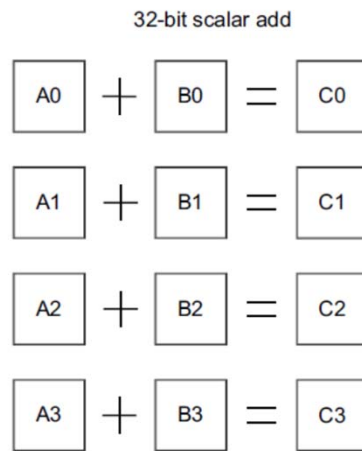 32-bit scalar add
A0 + B0 = C0
A1 + B1 = C1
A2 + B2 = C2
A3 + B3 = C3